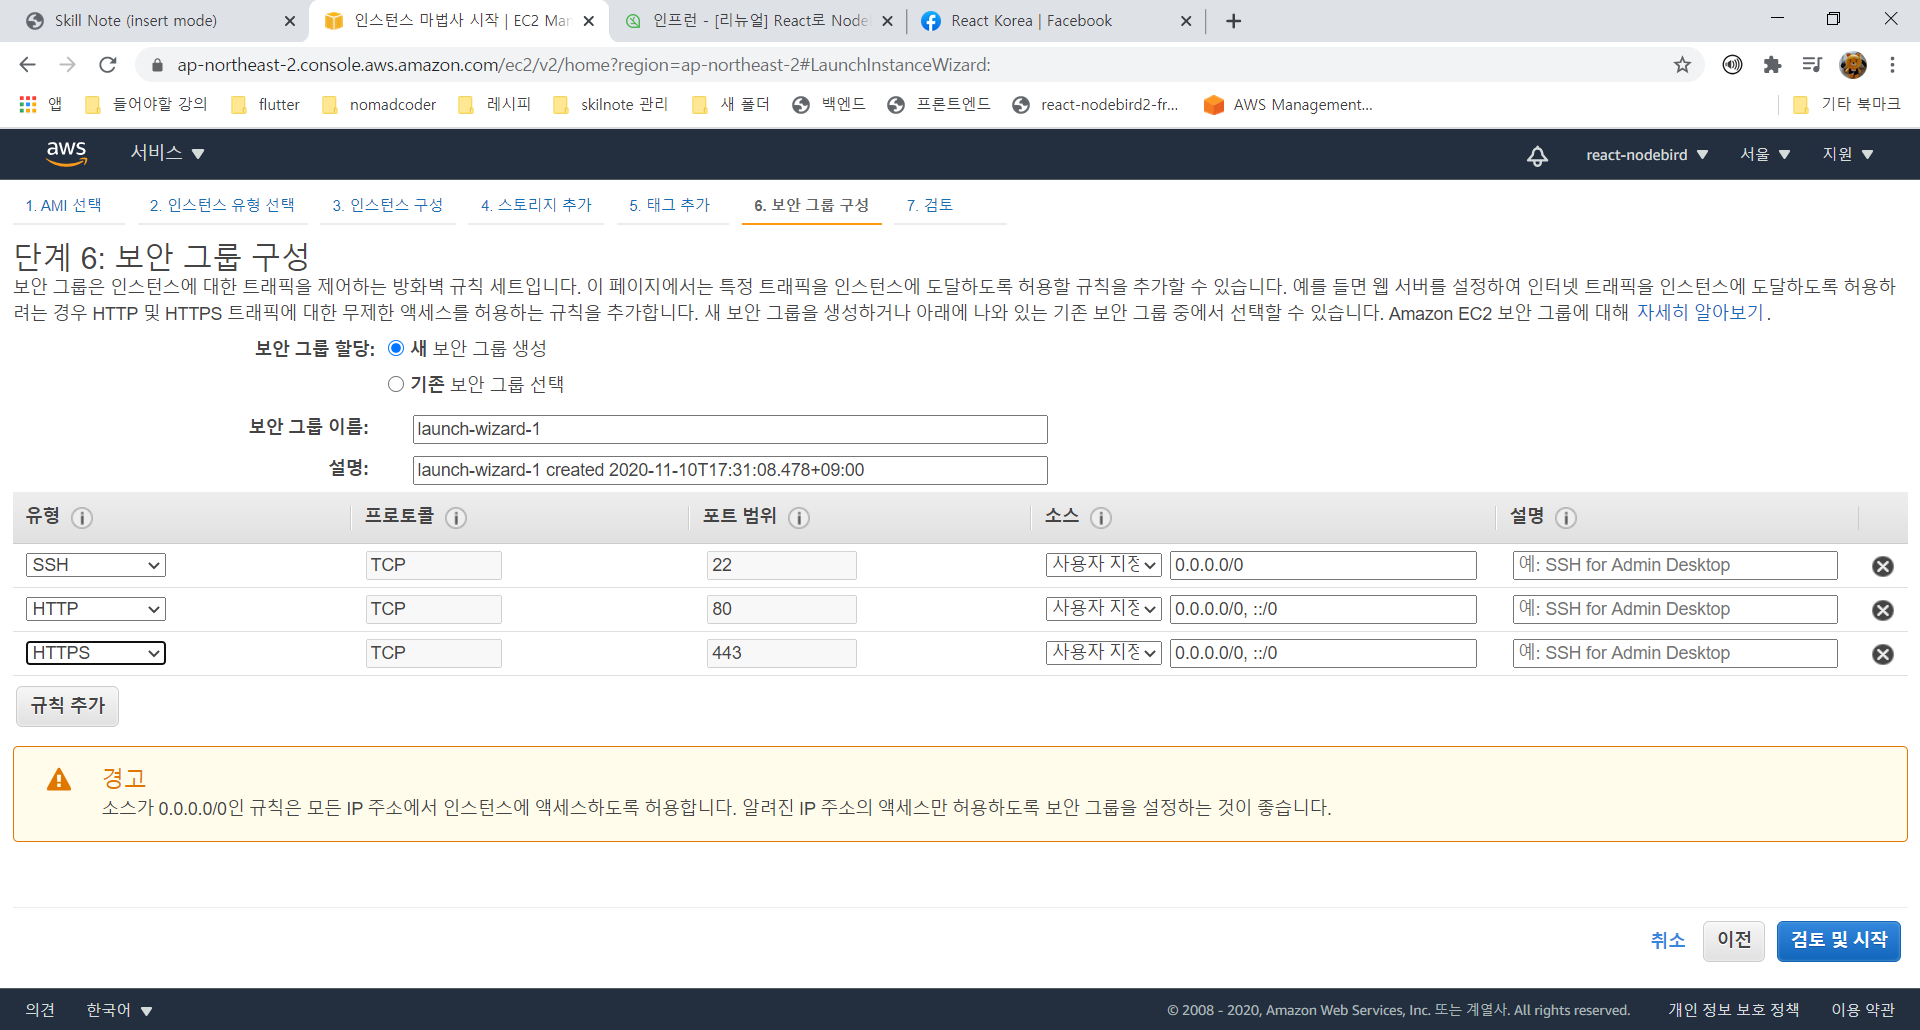 Skill Note (insert mode)
인스턴스 마법사 시작 | EC2 Mar
인프런 - [리뉴얼] React로 Node
React Korea | Facebook
ap-northeast-2.console.aws.amazon.com/ec2/v2/home?region=ap-northeast-2#LaunchInstanceWizard:
앱 들어야할 강의 flutter nomadcoder 레시피 skilnote 관리 새 폴더 백엔드 프론트엔드 react-nodebird2-fr... AWS Management... 기타 북마크
aws 서비스 react-nodebird 서울 지원
1. AMI 선택 2. 인스턴스 유형 선택 3. 인스턴스 구성 4. 스토리지 추가 5. 태그 추가 6. 보안 그룹 구성 7. 검토
단계 6: 보안 그룹 구성
보안 그룹은 인스턴스에 대한 트래픽을 제어하는 방화벽 규칙 세트입니다. 이 페이지에서는 특정 트래픽을 인스턴스에 도달하도록 허용할 규칙을 추가할 수 있습니다. 예를 들면 웹 서버를 설정하여 인터넷 트래픽을 인스턴스에 도달하도록 허용하
려는 경우 HTTP 및 HTTPS 트래픽에 대한 무제한 액세스를 허용하는 규칙을 추가합니다. 새 보안 그룹을 생성하거나 아래에 나와 있는 기존 보안 그룹 중에서 선택할 수 있습니다. Amazon EC2 보안 그룹에 대해 자세히 알아보기.
보안 그룹 할당: 새 보안 그룹 생성
기존 보안 그룹 선택
보안 그룹 이름: launch-wizard-1
설명: launch-wizard-1 created 2020-11-10T17:31:08.478+09:00
유형 프로토콜 포트 범위 소스 설명
SSH TCP 22 사용자 지정 0.0.0.0/0 예: SSH for Admin Desktop
HTTP TCP 80 사용자 지정 0.0.0.0/0, ::/0 예: SSH for Admin Desktop
HTTPS TCP 443 사용자 지정 0.0.0.0/0, ::/0 예: SSH for Admin Desktop
규칙 추가
경고
소스가 0.0.0.0/0인 규칙은 모든 IP 주소에서 인스턴스에 액세스하도록 허용합니다. 알려진 IP 주소의 액세스만 허용하도록 보안 그룹을 설정하는 것이 좋습니다.
취소 이전 검토 및 시작
의견 한국어 © 2008 - 2020, Amazon Web Services, Inc. 또는 계열사. All rights reserved. 개인 정보 보호 정책 이용 약관